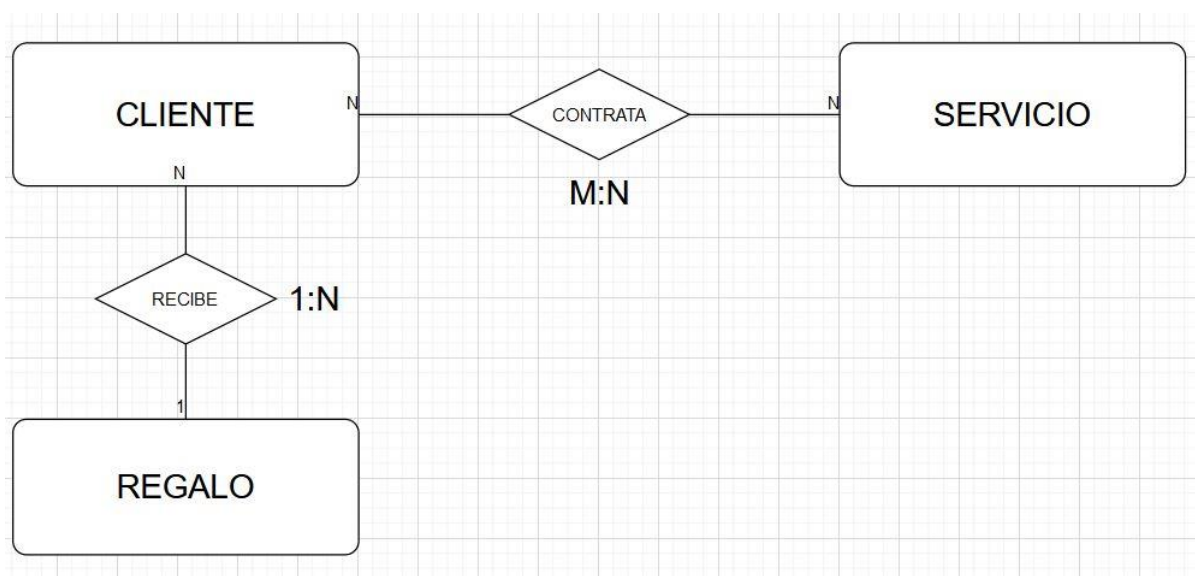 CLIENTE
N
CONTRATA
N
SERVICIO
M:N
N
RECIBE
1:N
1
REGALO